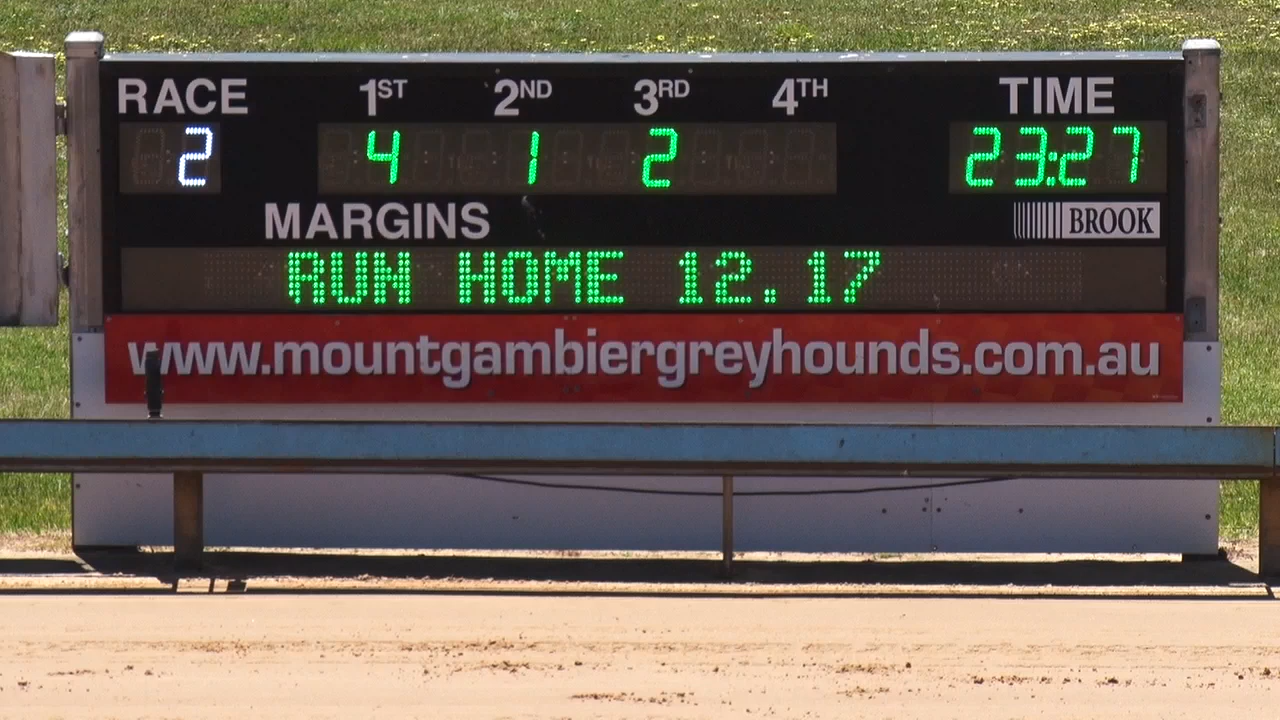 RACE 1ST 2ND 3RD 4TH TIME
2 4 1 2 23:27
MARGINS BROOK
RUN HOME 12.17
www.mountgambiergreyhounds.com.au